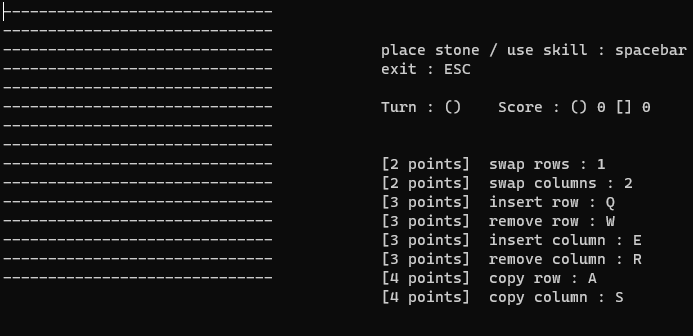 place stone / use skill : spacebar
exit : ESC
Turn : ()    Score : () 0 [] 0
[2 points]  swap rows : 1
[2 points]  swap columns : 2
[3 points]  insert row : Q
[3 points]  remove row : W
[3 points]  insert column : E
[3 points]  remove column : R
[4 points]  copy row : A
[4 points]  copy column : S